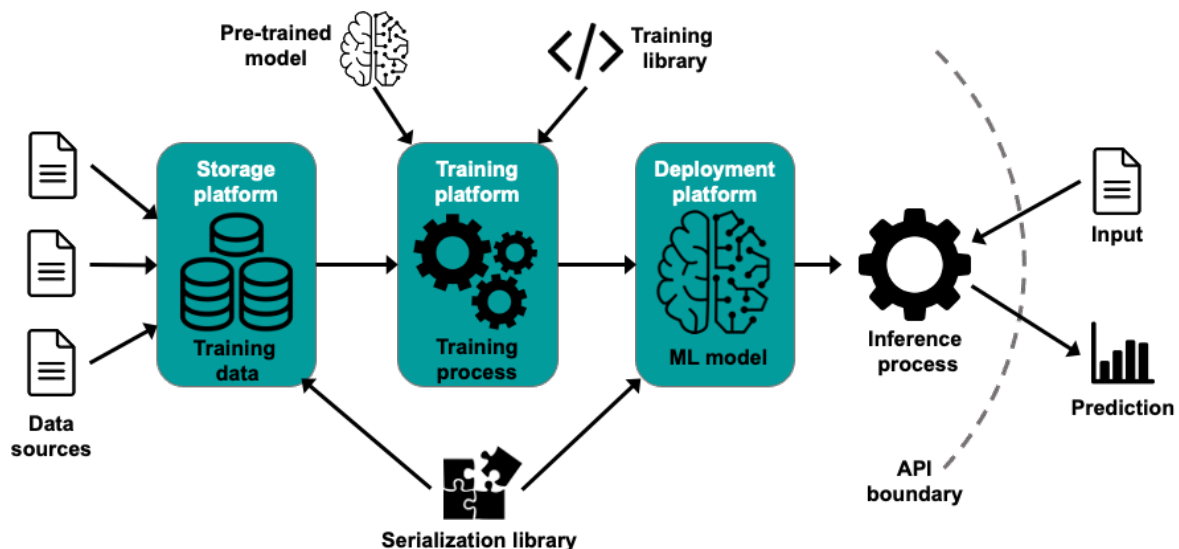 Pre-trained
model
Training
library
Storage
platform
Training
data
Training
platform
Training
process
Deployment
platform
ML model
Data
sources
Serialization library
Inference
process
API
boundary
Input
Prediction